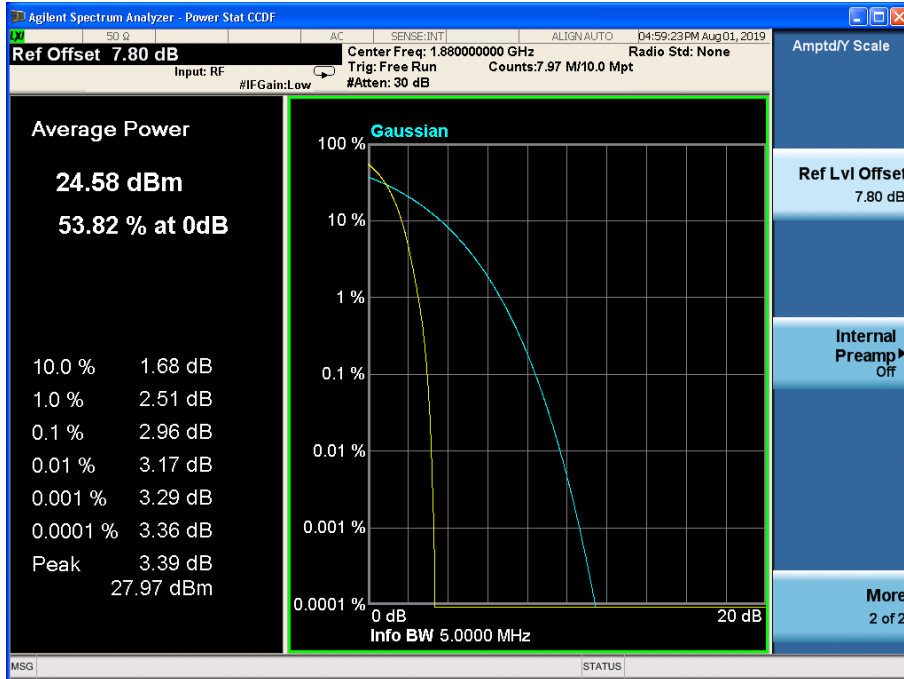 Agilent Spectrum Analyzer - Power Stat CCDF
LXI 50 Ω AC SENSE:INT ALIGN AUTO 04:59:23 PM Aug 01, 2019
Ref Offset 7.80 dB
Input: RF
#IFGain:Low
Center Freq: 1.880000000 GHz Radio Std: None
Trig: Free Run Counts:7.97 M/10.0 Mpt
#Atten: 30 dB
Average Power
24.58 dBm
53.82 % at 0dB
10.0 % 1.68 dB
1.0 % 2.51 dB
0.1 % 2.96 dB
0.01 % 3.17 dB
0.001 % 3.29 dB
0.0001 % 3.36 dB
Peak 3.39 dB
27.97 dBm
Gaussian
100 %
10 %
1 %
0.1 %
0.01 %
0.001 %
0.0001 %
0 dB 20 dB
Info BW 5.0000 MHz
Amptd/Y Scale
Ref Lvl Offset
7.80 dB
Internal
Preamp
Off
More
2 of 2
MSG STATUS